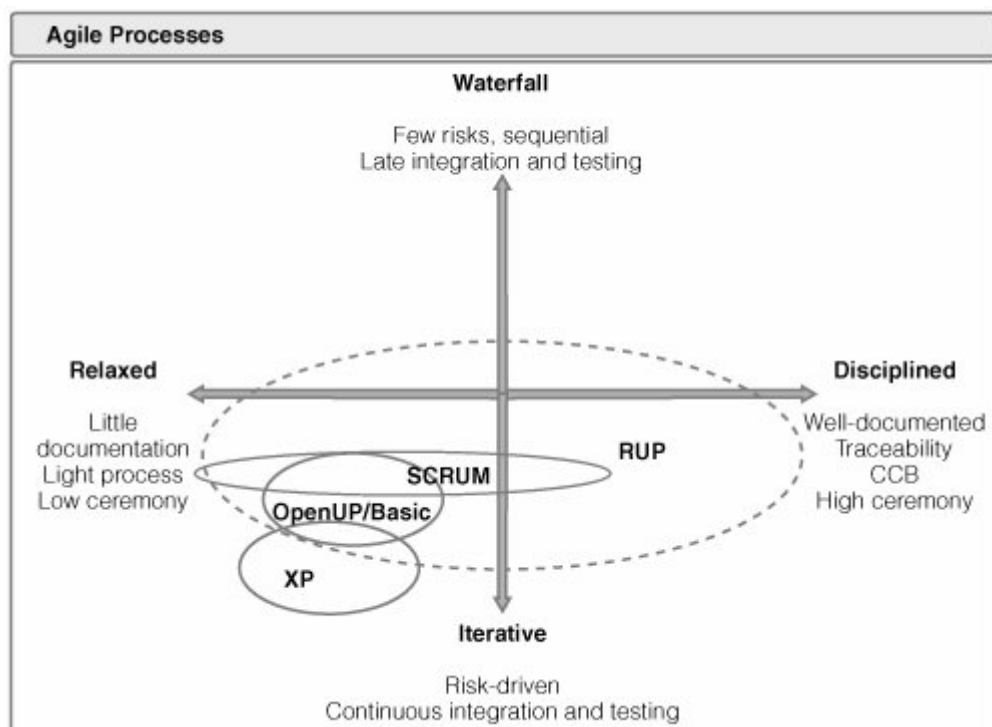 Agile Processes
Waterfall
Few risks, sequential
Late integration and testing
Relaxed
Little
documentation
Light process
Low ceremony
Disciplined
Well-documented
Traceability
CCB
High ceremony
RUP
SCRUM
OpenUP/Basic
XP
Iterative
Risk-driven
Continuous integration and testing